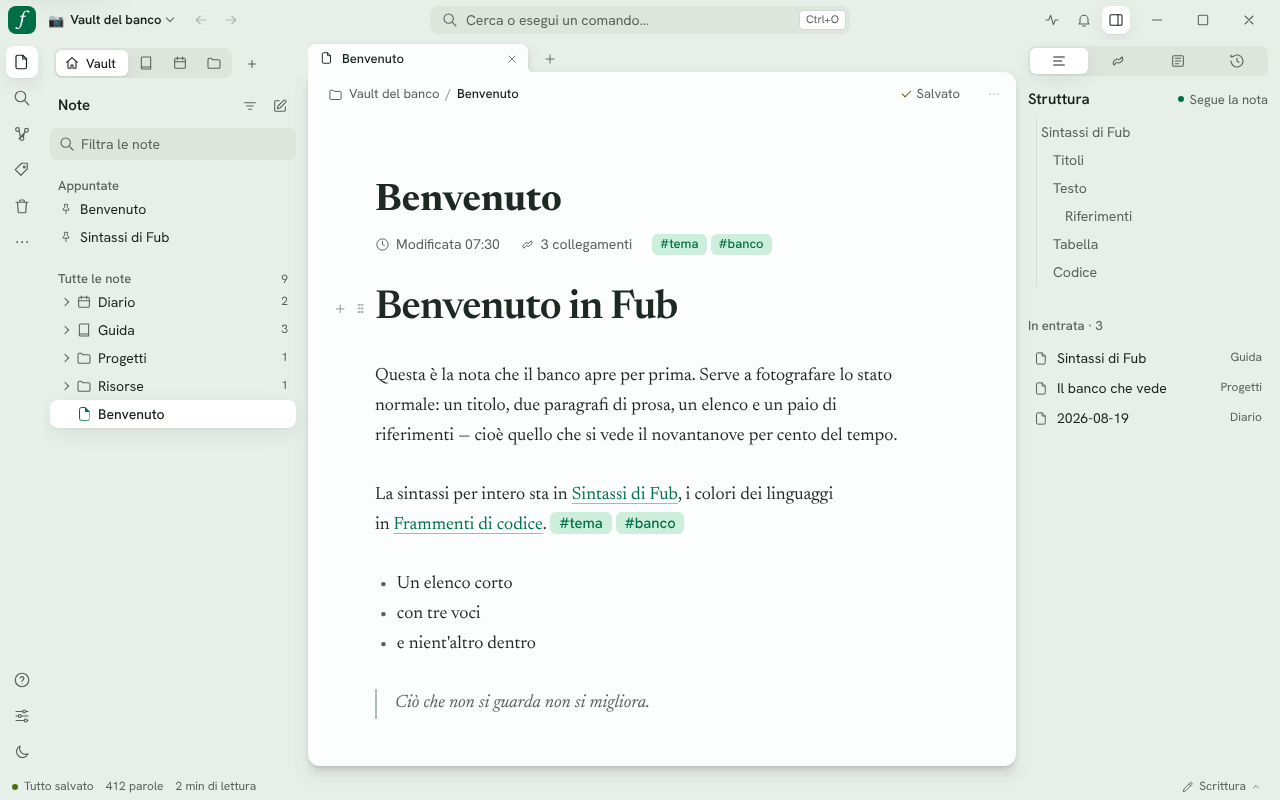 Vault del banco
Cerca o esegui un comando…
Ctrl+O
Vault
Note
Filtra le note
Appuntate
Benvenuto
Sintassi di Fub
Tutte le note 9
Diario 2
Guida 3
Progetti 1
Risorse 1
Benvenuto
Tutto salvato 412 parole 2 min di lettura
Benvenuto
Vault del banco / Benvenuto
Salvato
Benvenuto
Modificata 07:30 3 collegamenti #tema #banco
Benvenuto in Fub
Questa è la nota che il banco apre per prima. Serve a fotografare lo stato
normale: un titolo, due paragrafi di prosa, un elenco e un paio di
riferimenti — cioè quello che si vede il novantanove per cento del tempo.
La sintassi per intero sta in Sintassi di Fub, i colori dei linguaggi
in Frammenti di codice. #tema #banco
• Un elenco corto
• con tre voci
• e nient'altro dentro
Ciò che non si guarda non si migliora.
Struttura
Segue la nota
Sintassi di Fub
Titoli
Testo
Riferimenti
Tabella
Codice
In entrata · 3
Sintassi di Fub Guida
Il banco che vede Progetti
2026-08-19 Diario
Scrittura